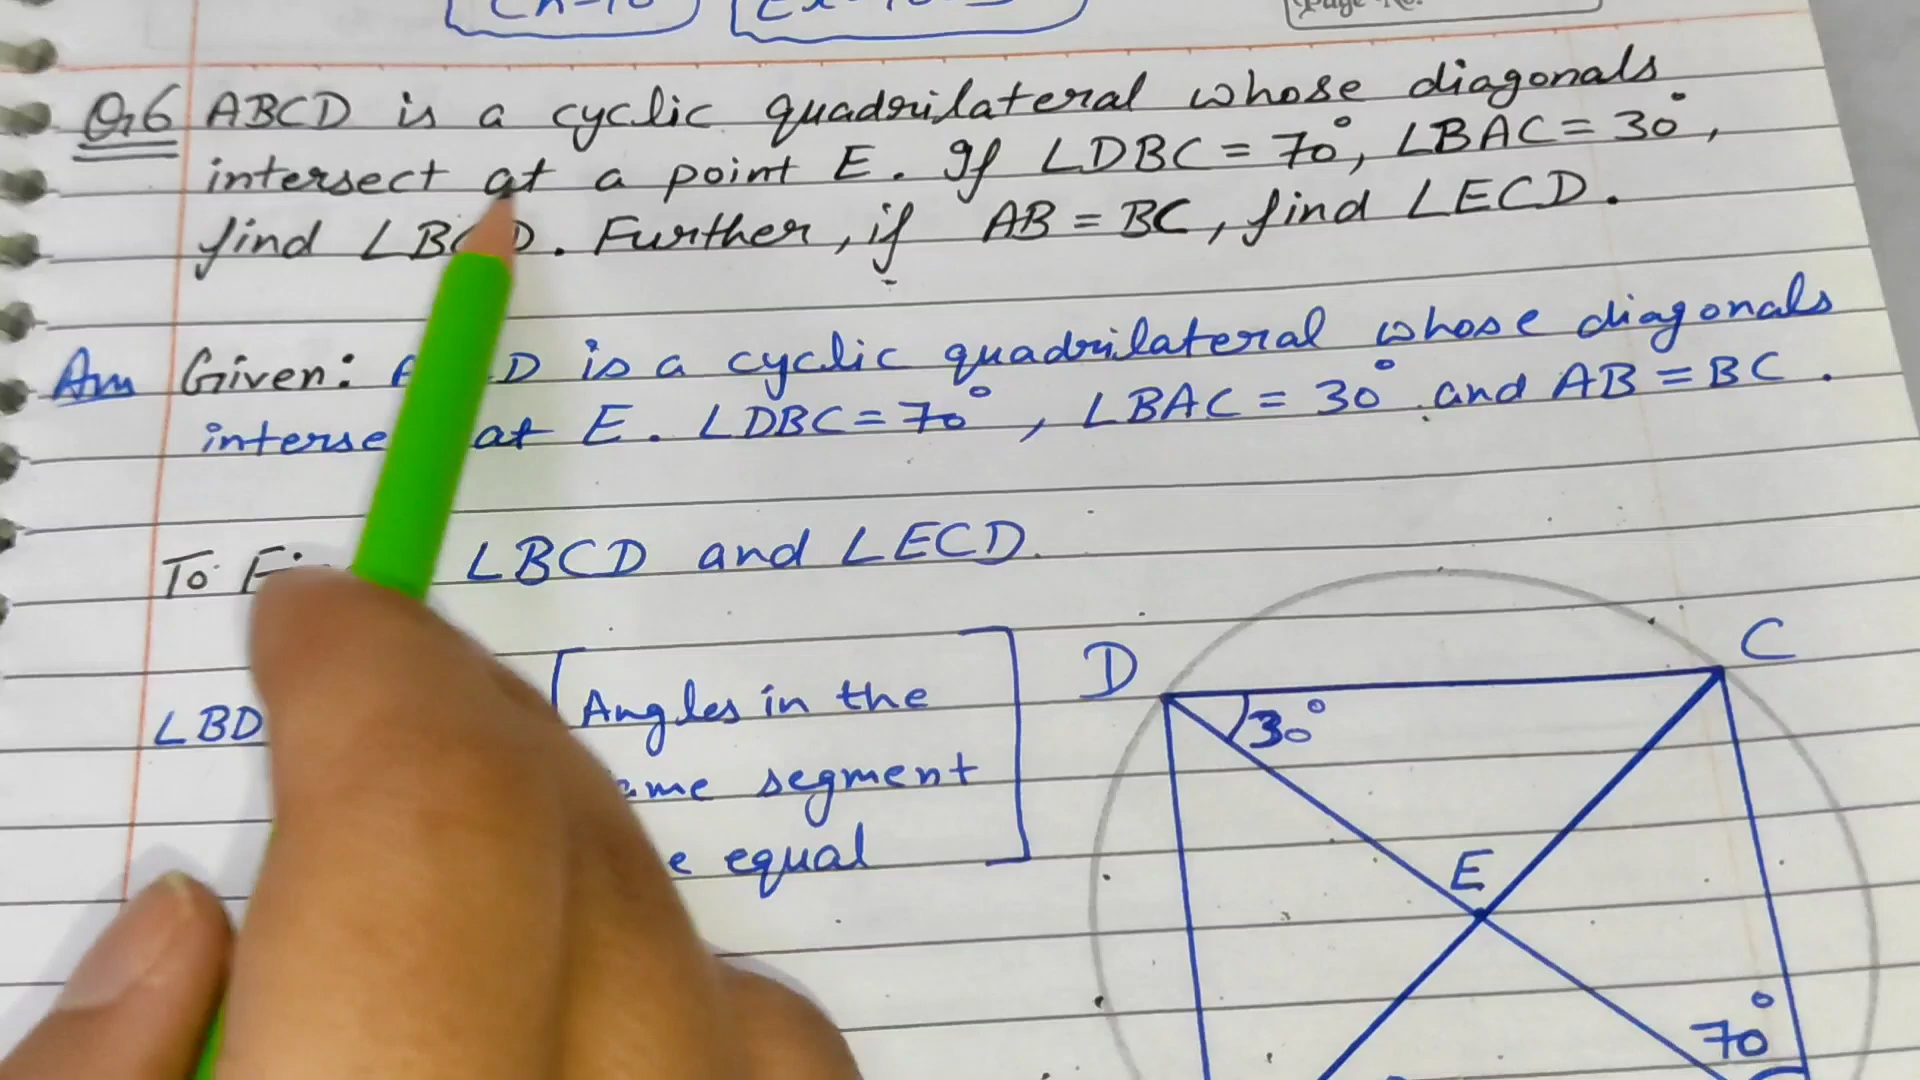 Q.6 ABCD is a cyclic quadrilateral whose diagonals
intersect at a point E. If ∠DBC = 70°, ∠BAC = 30°,
find ∠BCD. Further, if AB = BC, find ∠ECD.
Ans Given: D is a cyclic quadrilateral whose diagonals
at E. ∠DBC = 70°, ∠BAC = 30° and AB = BC.
To ∠BCD and ∠ECD.
∠BD [Angles in the
segment
equal]
D
C
30°
E
70°